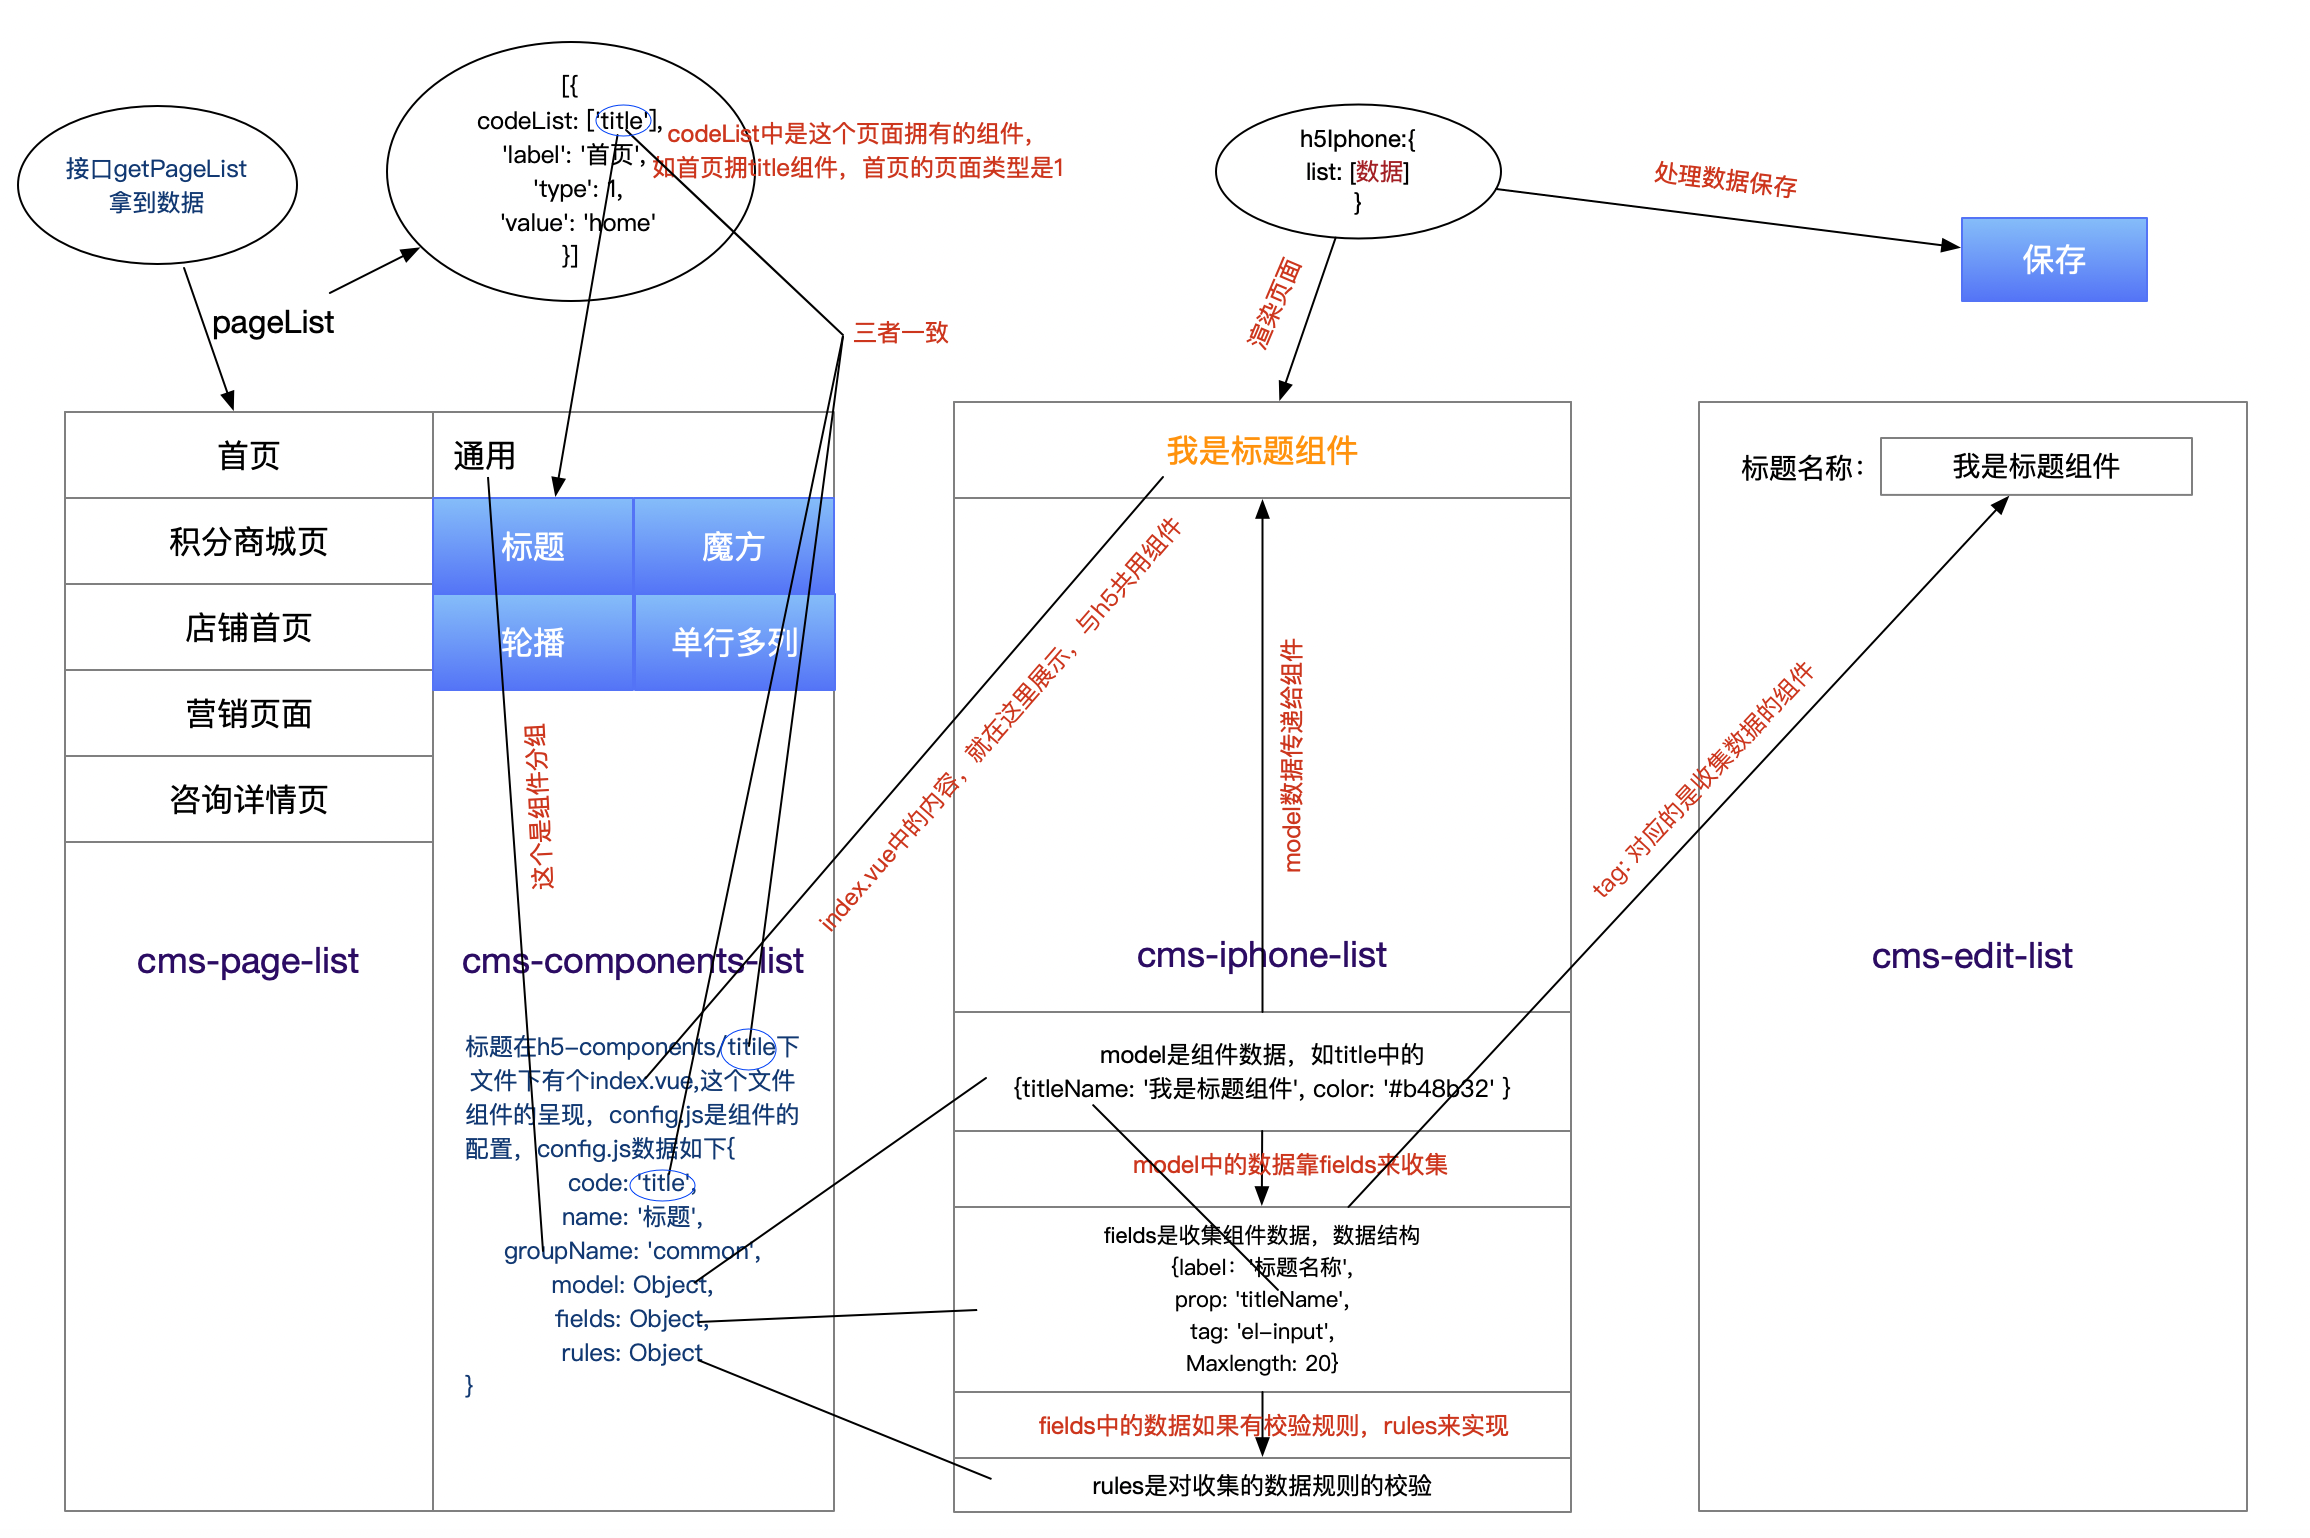 接口getPageList
拿到数据
[{
codeList: ['title'],
'label': '首页',
'type': 1,
'value': 'home'
}]
codeList中是这个页面拥有的组件，
如首页拥title组件，首页的页面类型是1
pageList
三者一致
h5Iphone:{
list: [数据]
}
处理数据保存
保存
渲染页面
首页
积分商城页
店铺首页
营销页面
咨询详情页
cms-page-list
通用
标题
魔方
轮播
单行多列
这个是组件分组
cms-components-list
标题在h5-components/titile下
文件下有个index.vue,这个文件
组件的呈现，config.js是组件的
配置，config.js数据如下{
code: 'title',
name: '标题',
groupName: 'common',
model: Object,
fields: Object,
rules: Object
}
index.vue中的内容，就在这里展示，与h5共用组件
我是标题组件
model数据传递给组件
cms-iphone-list
model是组件数据，如title中的
{titleName: '我是标题组件', color: '#b48b32' }
model中的数据靠fields来收集
fields是收集组件数据，数据结构
{label：'标题名称',
prop: 'titleName',
tag: 'el-input',
Maxlength: 20}
fields中的数据如果有校验规则，rules来实现
rules是对收集的数据规则的校验
tag: 对应的是收集数据的组件
标题名称：
我是标题组件
cms-edit-list